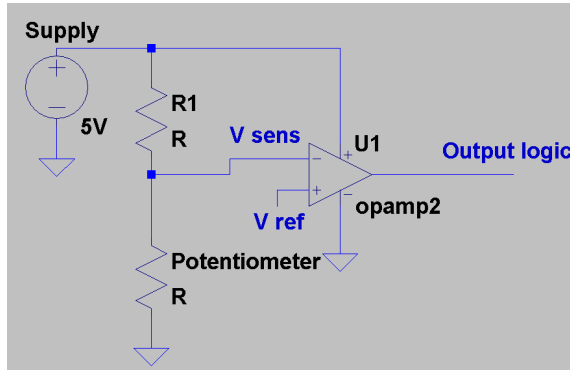 Supply
5V
R1
R
V sens
U1
Output logic
V ref
opamp2
Potentiometer
R